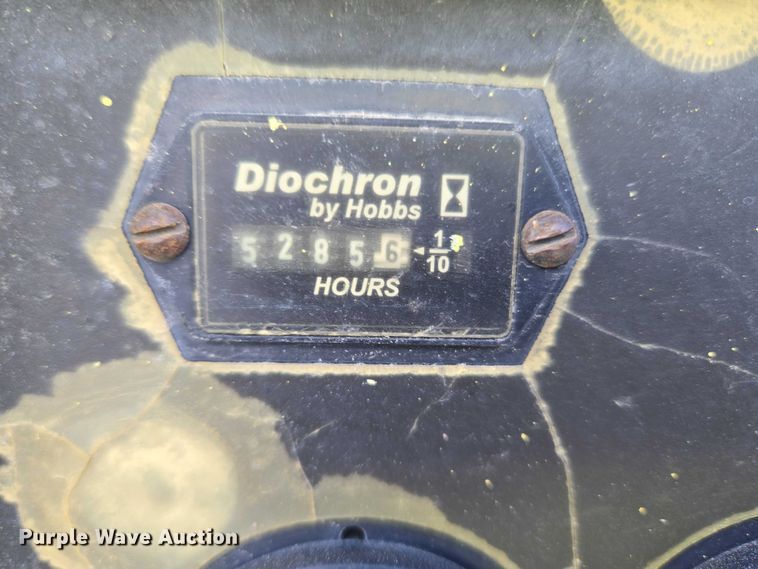 Diochron
by Hobbs
5 2 8 5 6 ◄ 1/10
HOURS
Purple Wave Auction